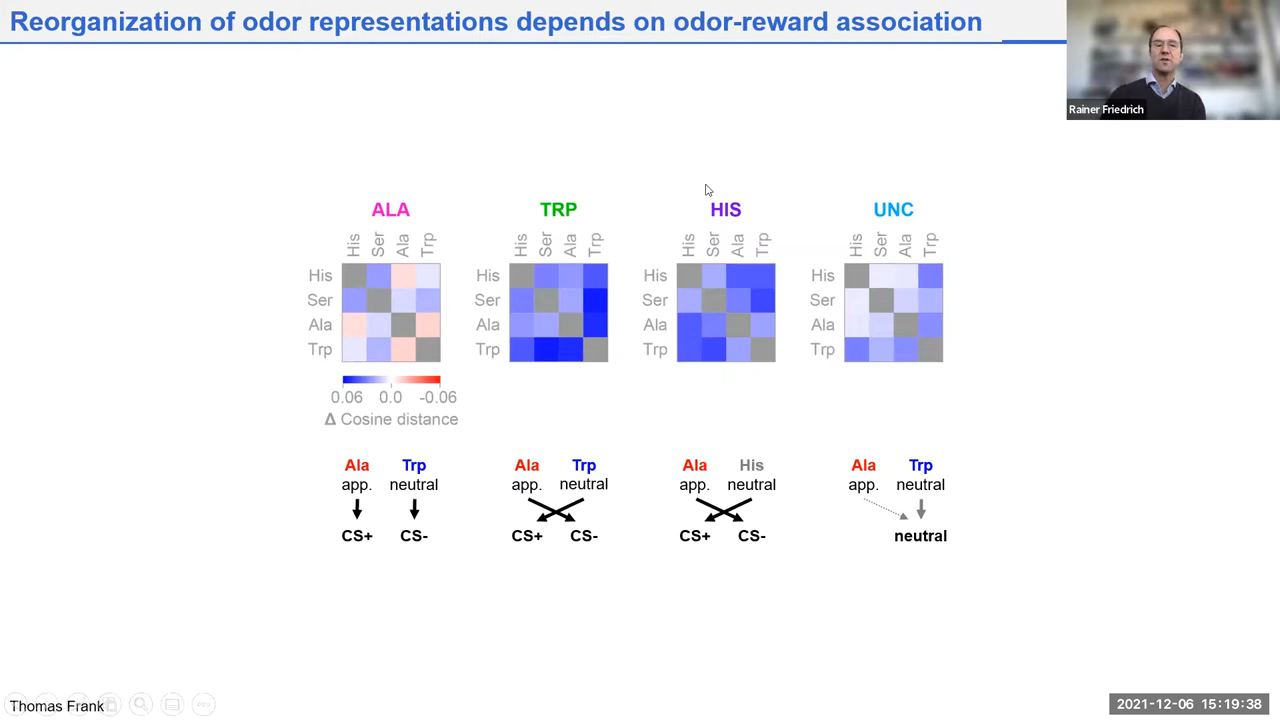 Reorganization of odor representations depends on odor-reward association
Rainer Friedrich
ALA
His Ser Ala Trp
His
Ser
Ala
Trp
0.06 0.0 -0.06
Δ Cosine distance
TRP
His Ser Ala Trp
His
Ser
Ala
Trp
HIS
His Ser Ala Trp
His
Ser
Ala
Trp
UNC
His Ser Ala Trp
His
Ser
Ala
Trp
Ala Trp
app. neutral
CS+ CS-
Ala Trp
app. neutral
CS+ CS-
Ala His
app. neutral
CS+ CS-
Ala Trp
app. neutral
neutral
Thomas Frank
2021-12-06 15:19:38